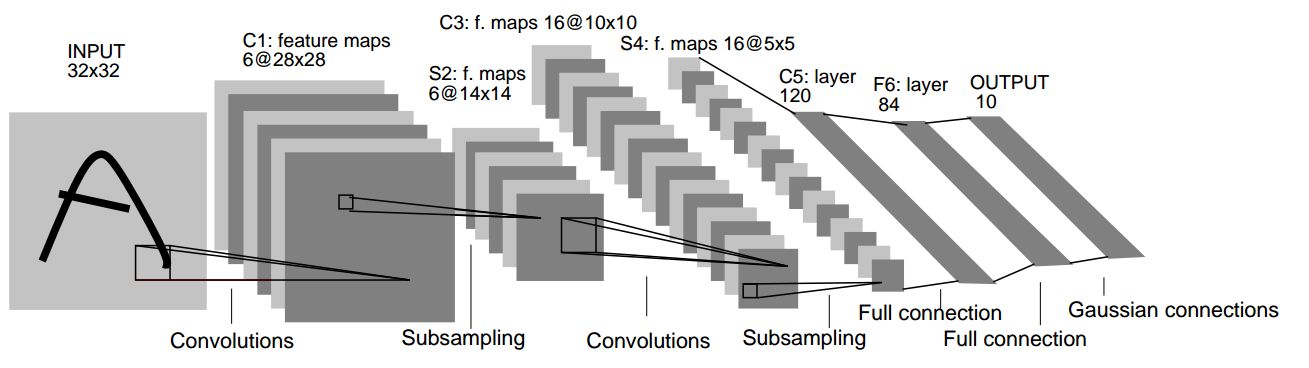 INPUT
32x32
C1: feature maps
6@28x28
S2: f. maps
6@14x14
C3: f. maps 16@10x10
S4: f. maps 16@5x5
C5: layer
120
F6: layer
84
OUTPUT
10
Convolutions
Subsampling
Convolutions
Subsampling
Full connection
Full connection
Gaussian connections